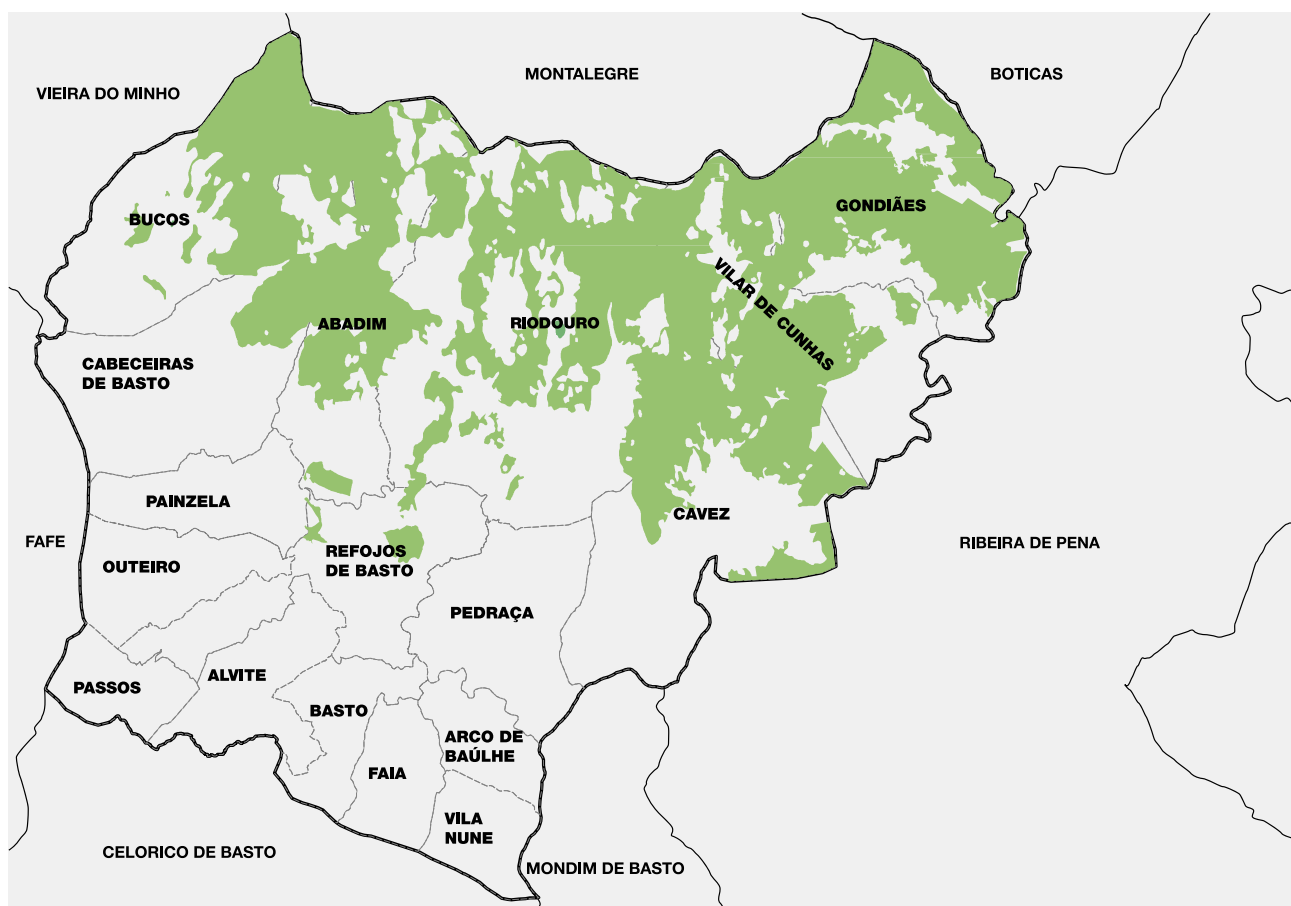 MONTALEGRE
BOTICAS
VIEIRA DO MINHO
GONDIÃES
BUCOS
VILAR DE CUNHAS
ABADIM
RIODOURO
CABECEIRAS
DE BASTO
PAINZELA
CAVEZ
FAFE
RIBEIRA DE PENA
REFOJOS
DE BASTO
OUTEIRO
PEDRAÇA
ALVITE
PASSOS
BASTO
ARCO DE
BAÚLHE
FAIA
VILA
NUNE
CELORICO DE BASTO
MONDIM DE BASTO